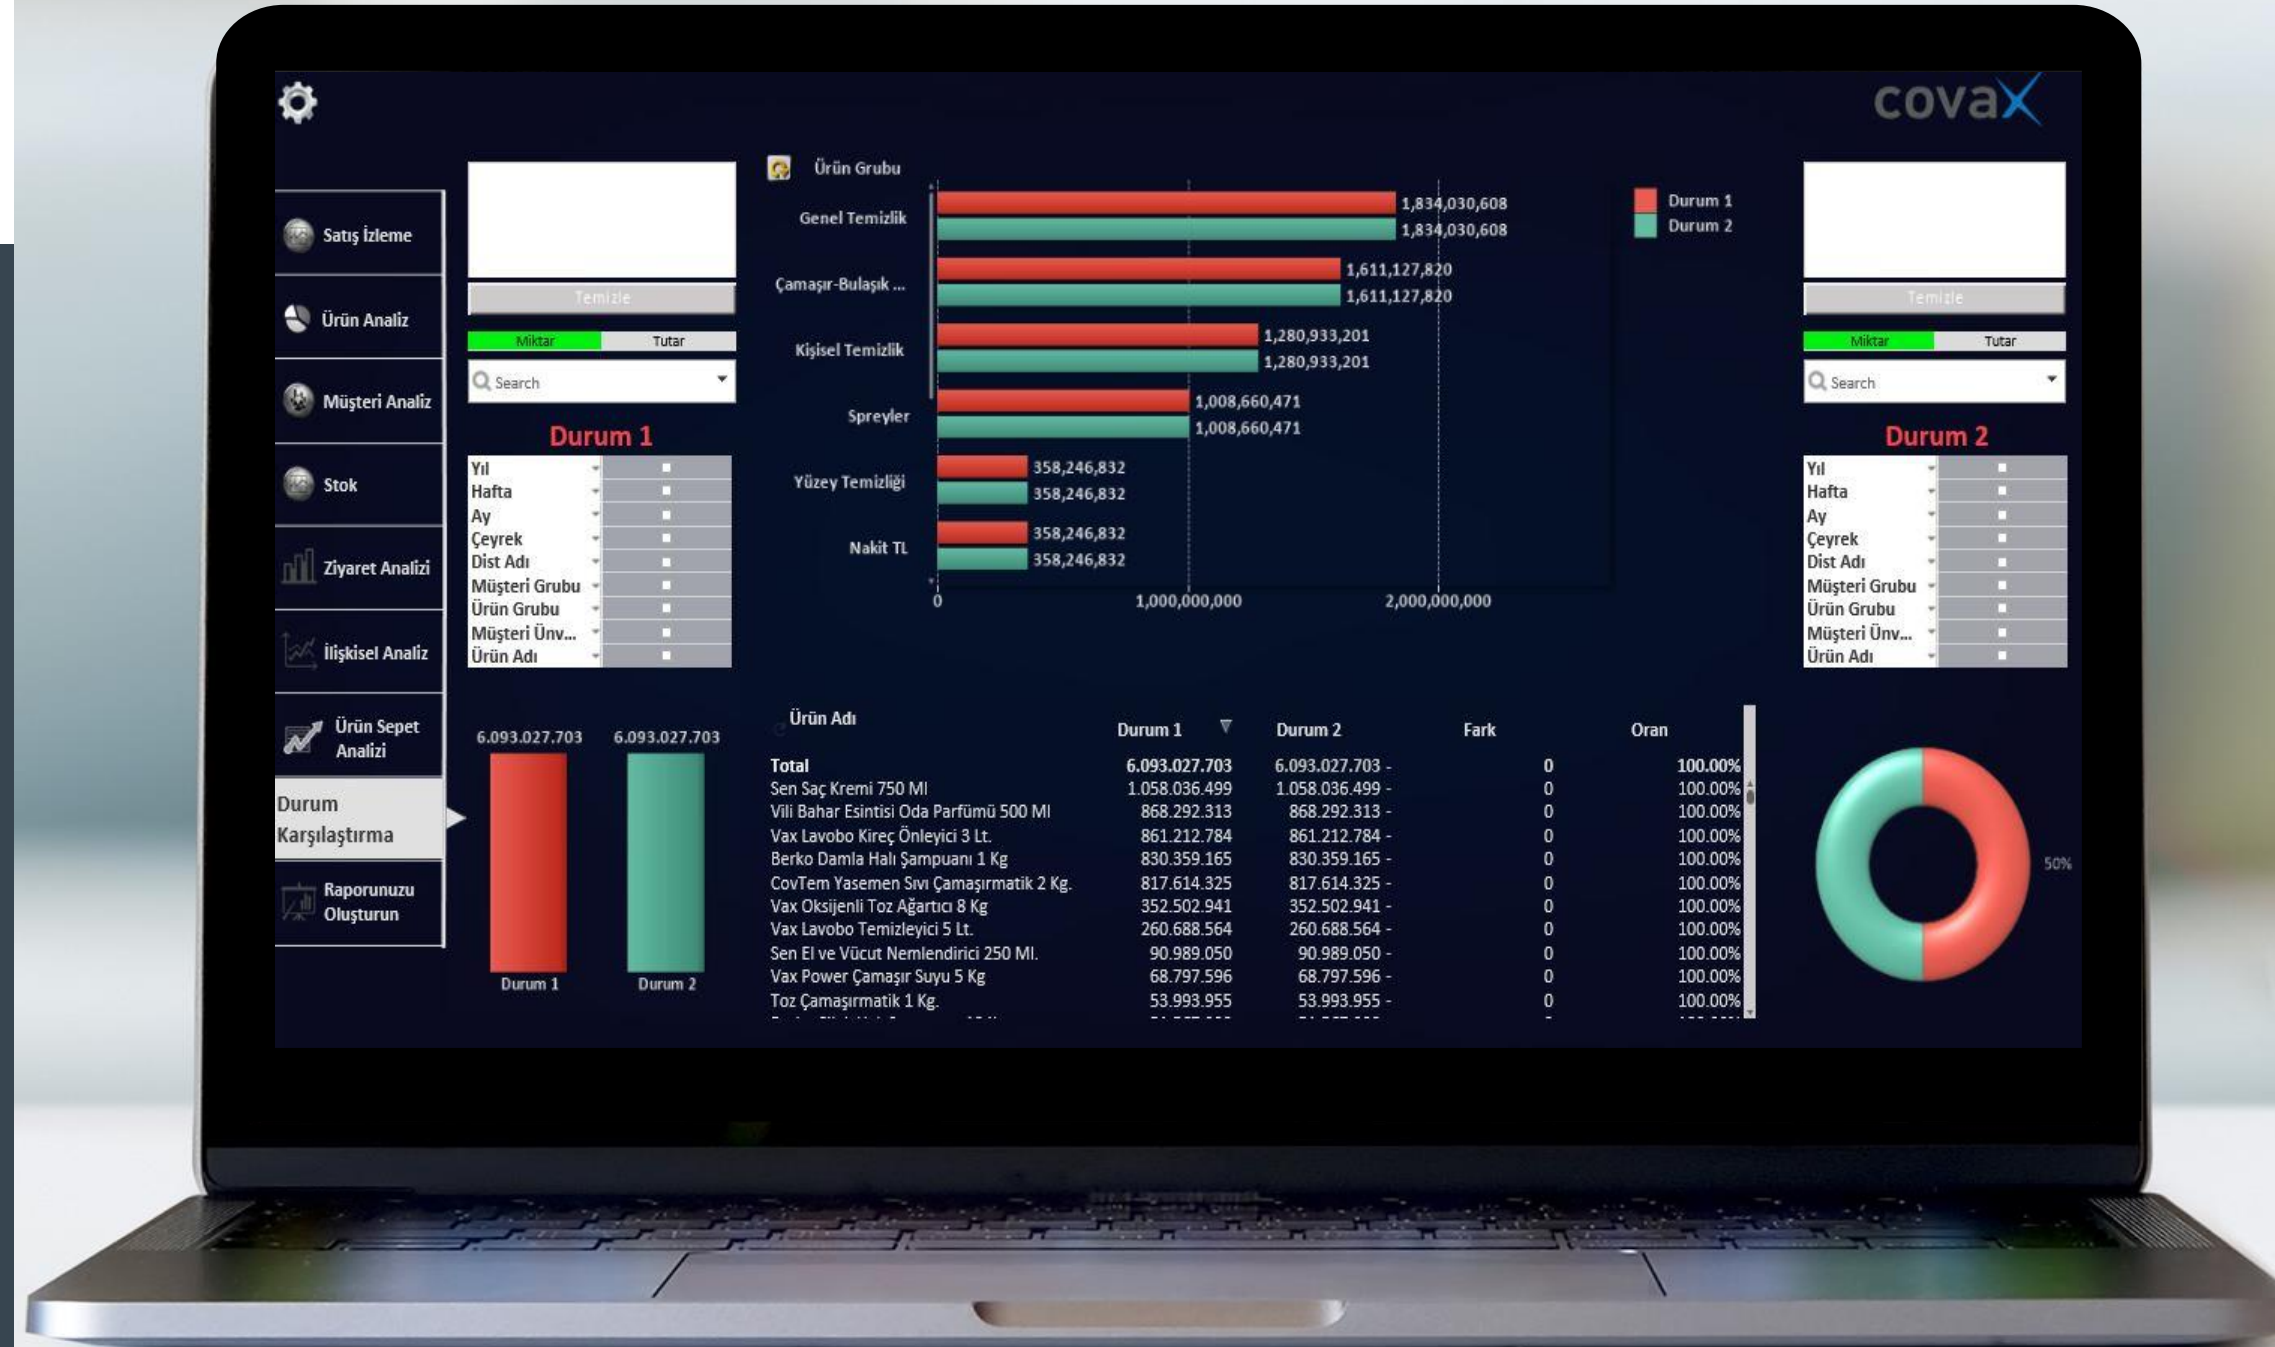 covax
Satış İzleme
Ürün Analiz
Müşteri Analiz
Stok
Ziyaret Analizi
İlişkisel Analiz
Ürün Sepet
Analizi
Durum
Karşılaştırma
Raporunuzu
Oluşturun
Temizle
Miktar Tutar
Search
Durum 1
Yıl
Hafta
Ay
Çeyrek
Dist Adı
Müşteri Grubu
Ürün Grubu
Müşteri Ünv...
Ürün Adı
6.093.027.703 6.093.027.703
Durum 1 Durum 2
Ürün Grubu
Genel Temizlik
1,834,030,608
1,834,030,608
Çamaşır-Bulaşık ...
1,611,127,820
1,611,127,820
Kişisel Temizlik
1,280,933,201
1,280,933,201
Spreyler
1,008,660,471
1,008,660,471
Yüzey Temizliği
358,246,832
358,246,832
Nakit TL
358,246,832
358,246,832
0 1,000,000,000 2,000,000,000
Durum 1
Durum 2
Ürün Adı Durum 1 Durum 2 Fark Oran
Total 6.093.027.703 6.093.027.703 - 0 100.00%
Sen Saç Kremi 750 Ml 1.058.036.499 1.058.036.499 - 0 100.00%
Vili Bahar Esintisi Oda Parfümü 500 Ml 868.292.313 868.292.313 - 0 100.00%
Vax Lavobo Kireç Önleyici 3 Lt. 861.212.784 861.212.784 - 0 100.00%
Berko Damla Halı Şampuanı 1 Kg 830.359.165 830.359.165 - 0 100.00%
CovTem Yasemen Sıvı Çamaşırmatik 2 Kg. 817.614.325 817.614.325 - 0 100.00%
Vax Oksijenli Toz Ağartıcı 8 Kg 352.502.941 352.502.941 - 0 100.00%
Vax Lavobo Temizleyici 5 Lt. 260.688.564 260.688.564 - 0 100.00%
Sen El ve Vücut Nemlendirici 250 Ml. 90.989.050 90.989.050 - 0 100.00%
Vax Power Çamaşır Suyu 5 Kg 68.797.596 68.797.596 - 0 100.00%
Toz Çamaşırmatik 1 Kg. 53.993.955 53.993.955 - 0 100.00%
Temizle
Miktar Tutar
Search
Durum 2
Yıl
Hafta
Ay
Çeyrek
Dist Adı
Müşteri Grubu
Ürün Grubu
Müşteri Ünv...
Ürün Adı
50%